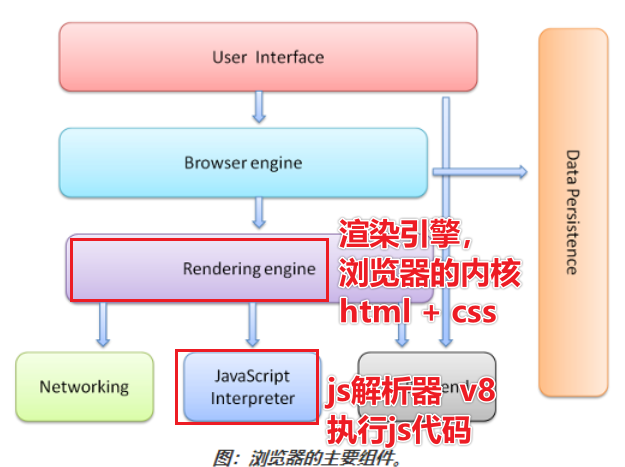 User Interface
Browser engine
Data Persistence
Rendering engine
渲染引擎，
浏览器的内核
html + css
Networking
JavaScript
Interpreter
js解析器 v8
执行js代码
图：浏览器的主要组件。